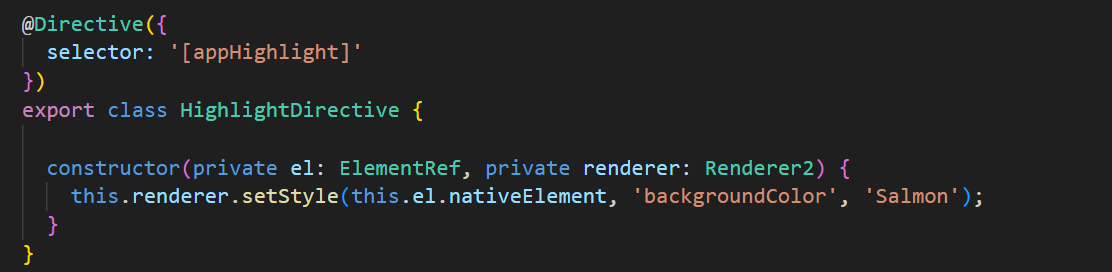 @Directive({
  selector: '[appHighlight]'
})
export class HighlightDirective {

  constructor(private el: ElementRef, private renderer: Renderer2) {
    this.renderer.setStyle(this.el.nativeElement, 'backgroundColor', 'Salmon');
  }
}